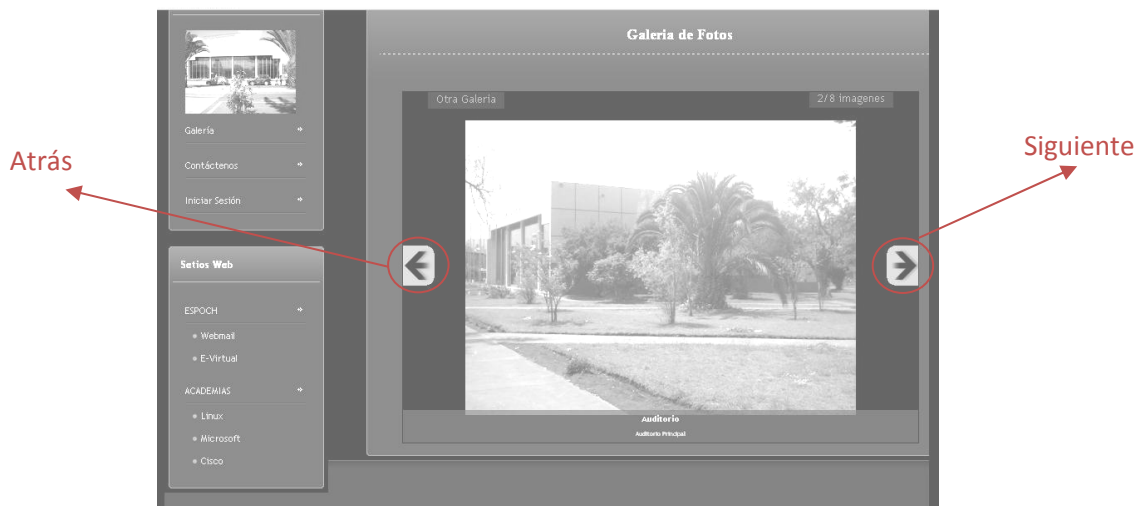 Galeria de Fotos
Otra Galeria
2/8 imagenes
Galería
Contáctenos
Iniciar Sesión
Atrás
Siguiente
Setios Web
ESPOCH
Webmail
E-Virtual
ACADEMIAS
Linux
Microsoft
Cisco
Auditorio
Auditorio Principal